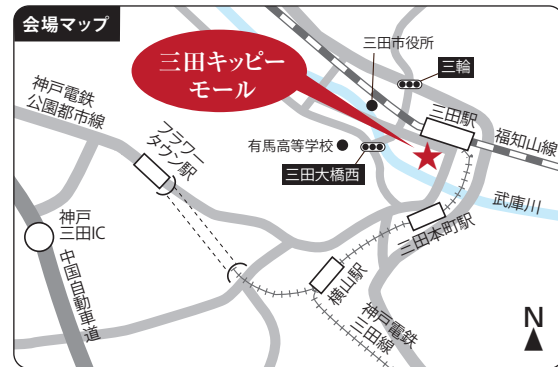 会場マップ
三田市役所
三輪
三田キッピー
モール
三田駅
神戸電鉄
公園都市線
福知山線
フラワー
タウン駅
有馬高等学校
三田大橋西
武庫川
神戸
三田IC
三田本町駅
中国自動車道
横山駅
神戸電鉄
三田線
N